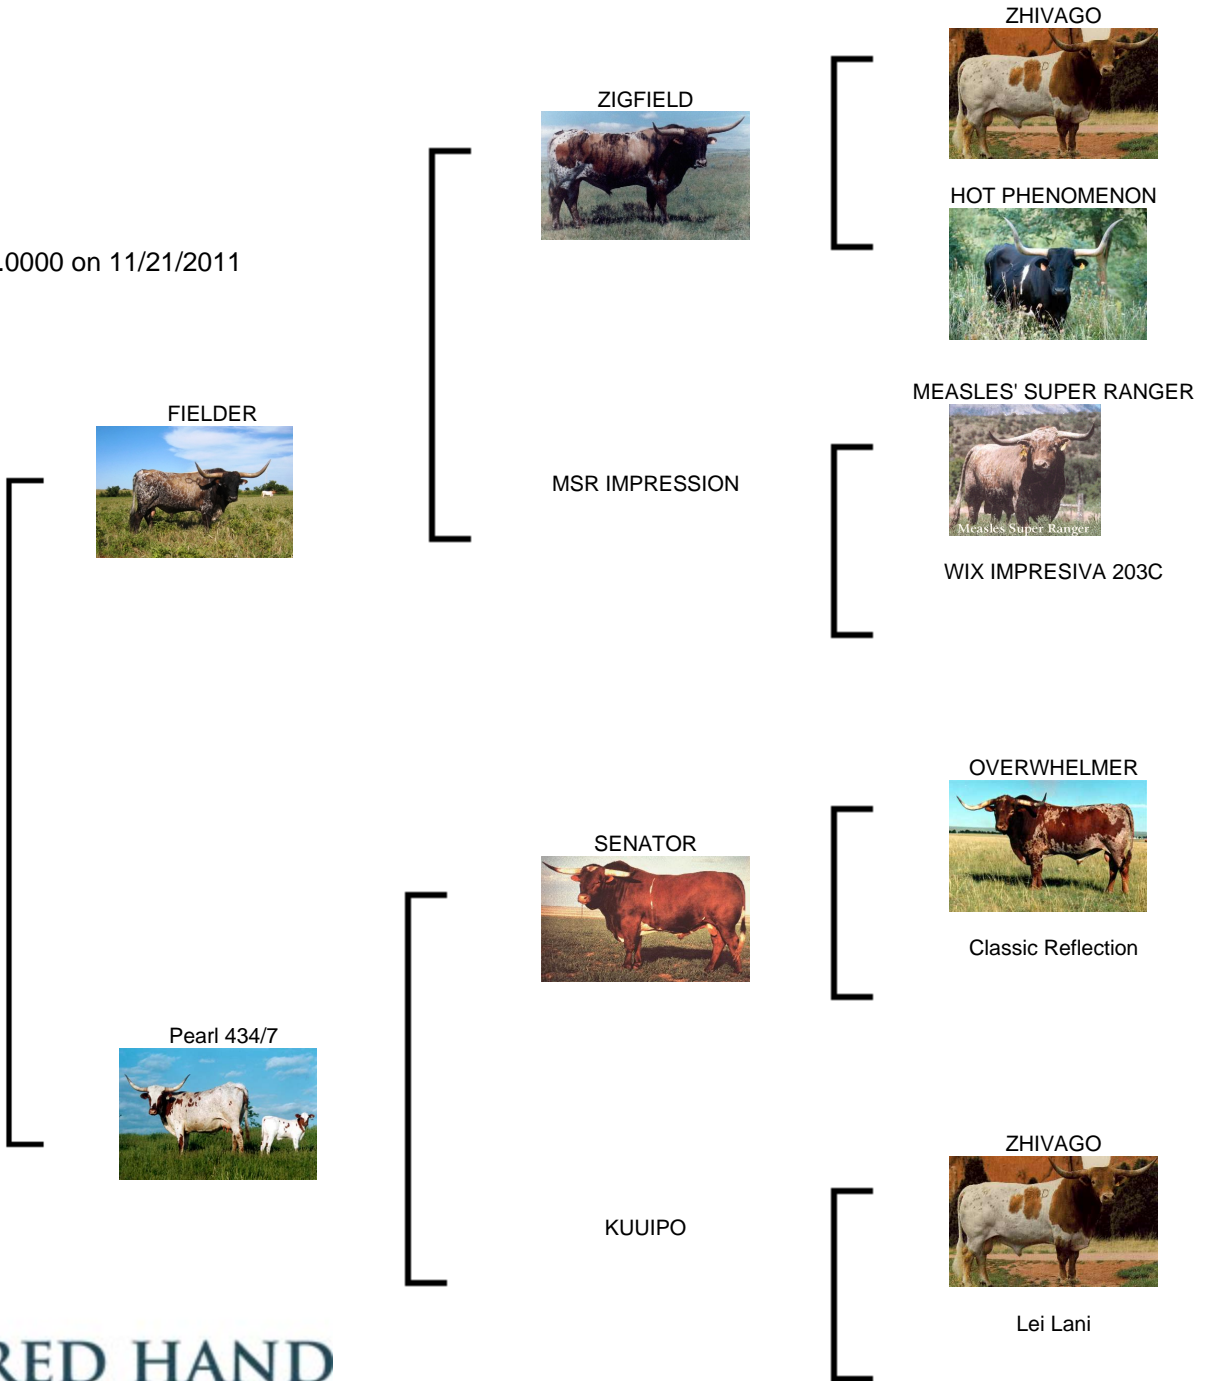 ZHIVAGO
ZIGFIELD
HOT PHENOMENON
.0000 on 11/21/2011
MEASLES' SUPER RANGER
FIELDER
MSR IMPRESSION
Measles Super Ranger
WIX IMPRESIVA 203C
OVERWHELMER
SENATOR
Classic Reflection
Pearl 434/7
ZHIVAGO
KUUIPO
Lei Lani
RED HAND